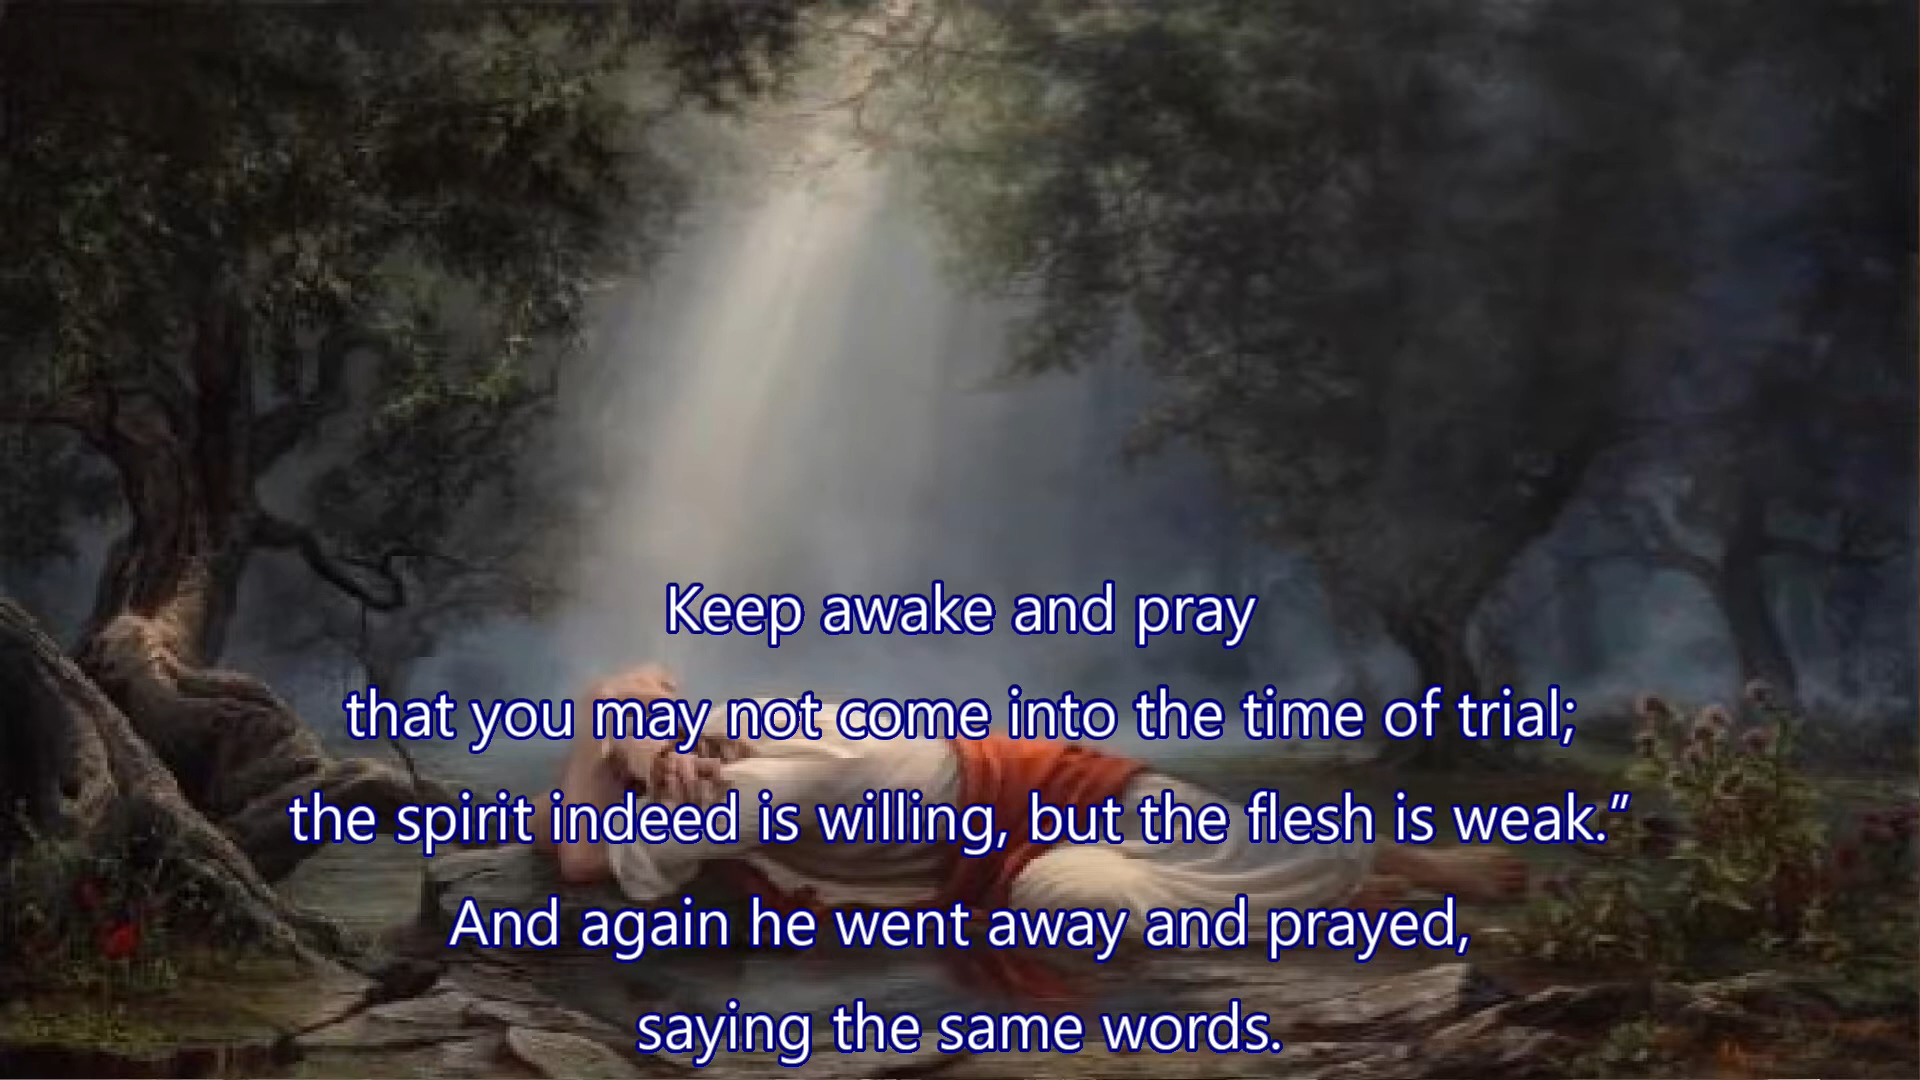 Keep awake and pray
that you may not come into the time of trial;
the spirit indeed is willing, but the flesh is weak.”
And again he went away and prayed,
saying the same words.